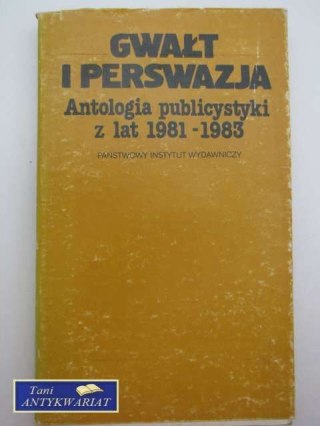 GWAŁT
I PERSWAZJA
Antologia publicystyki
z lat 1981-1983
PAŃSTWOWY INSTYTUT WYDAWNICZY
Tani
ANTYKWARIAT